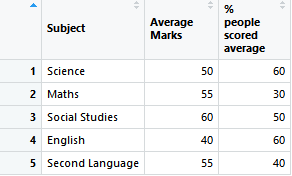 Subject Average Marks % people scored average
1 Science 50 60
2 Maths 55 30
3 Social Studies 60 50
4 English 40 60
5 Second Language 55 40